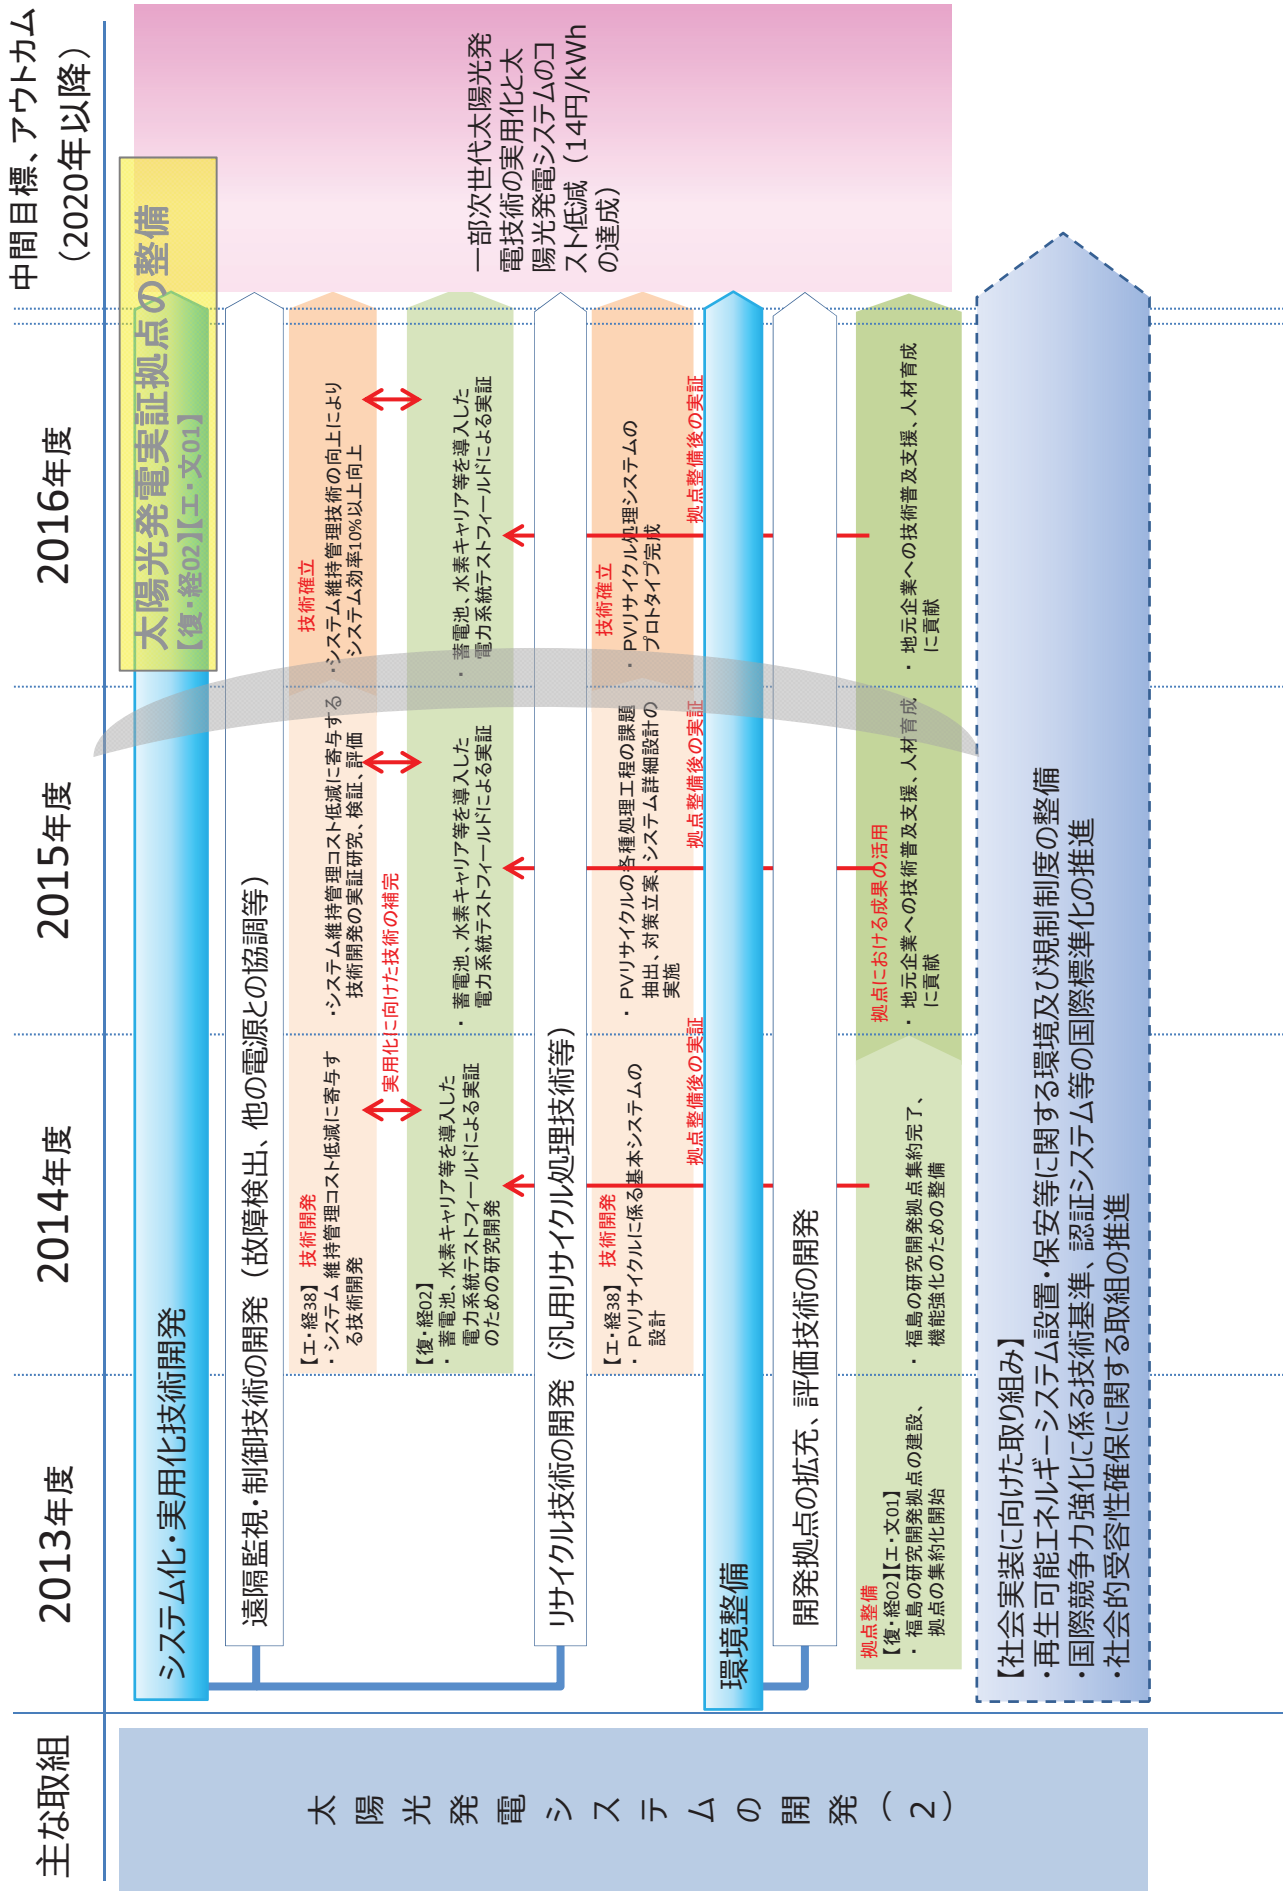 主な取組
2013年度
2014年度
2015年度
2016年度
中間目標、アウトカム
（2020年以降）
太陽光発電システムの開発（2）
システム化・実用化技術開発
太陽光発電実証拠点の整備
【復・経02】【エ・文01】
遠隔監視・制御技術の開発（故障検出、他の電源との協調等）
【エ・経38】 技術開発
・システム 維持管理コスト低減に寄与す
る技術開発
・システム維持管理コスト低減に寄与する
技術開発の実証研究、検証、評価
技術確立
・システム維持管理技術の向上により
システム効率10%以上向上
実用化に向けた技術の補完
【復・経02】
・ 蓄電池、水素キャリア等を導入した
電力系統テストフィールドによる実証
のための研究開発
・ 蓄電池、水素キャリア等を導入した
電力系統テストフィールドによる実証
・ 蓄電池、水素キャリア等を導入した
電力系統テストフィールドによる実証
リサイクル技術の開発（汎用リサイクル処理技術等）
【エ・経38】 技術開発
・ PVリサイクルに係る基本システムの
設計
・ PVリサイクルの各種処理工程の課題
抽出、対策立案、システム詳細設計の
実施
技術確立
・ PVリサイクル処理システムの
プロトタイプ完成
拠点整備後の実証
拠点整備後の実証
拠点整備後の実証
環境整備
開発拠点の拡充、評価技術の開発
拠点整備
【復・経02】【エ・文01】
・ 福島の研究開発拠点の建設、
拠点の集約化開始
・ 福島の研究開発拠点集約完了、
機能強化のための整備
拠点における成果の活用
・ 地元企業への技術普及支援、人材育成
に貢献
・ 地元企業への技術普及支援、人材育成
に貢献
一部次世代太陽光発
電技術の実用化と太
陽光発電システムのコ
スト低減（14円/kWh
の達成）
【社会実装に向けた取り組み】
・再生可能エネルギーシステム設置・保安等に関する環境及び規制制度の整備
・国際競争力強化に係る技術基準、認証システム等の国際標準化の推進
・社会的受容性確保に関する取組の推進